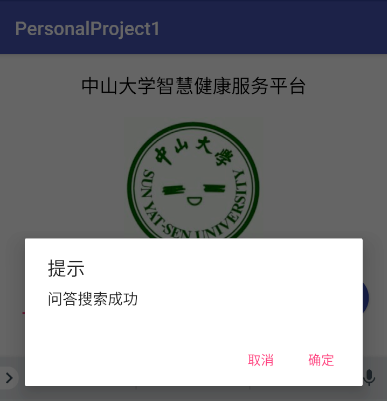 PersonalProject1
中山大学智慧健康服务平台
中山大学
SUN YAT-SEN UNIVERSITY
提示
问答搜索成功
取消 确定